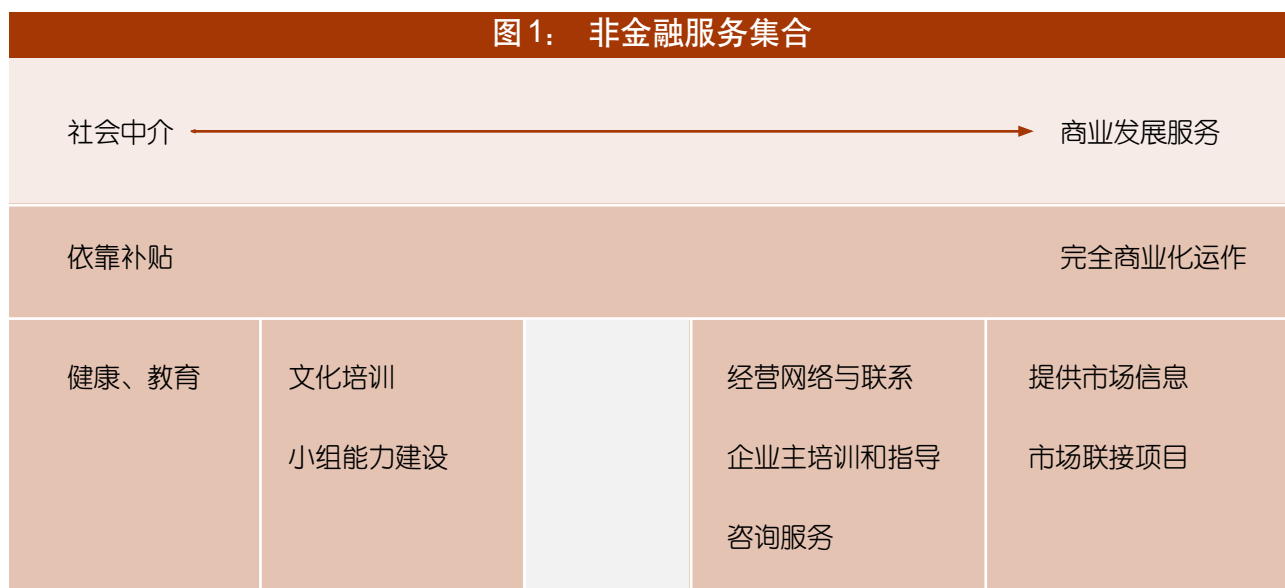 图1： 非金融服务集合
社会中介 商业发展服务
依靠补贴 完全商业化运作
健康、教育 文化培训 经营网络与联系 提供市场信息
小组能力建设 企业主培训和指导 市场联接项目
咨询服务